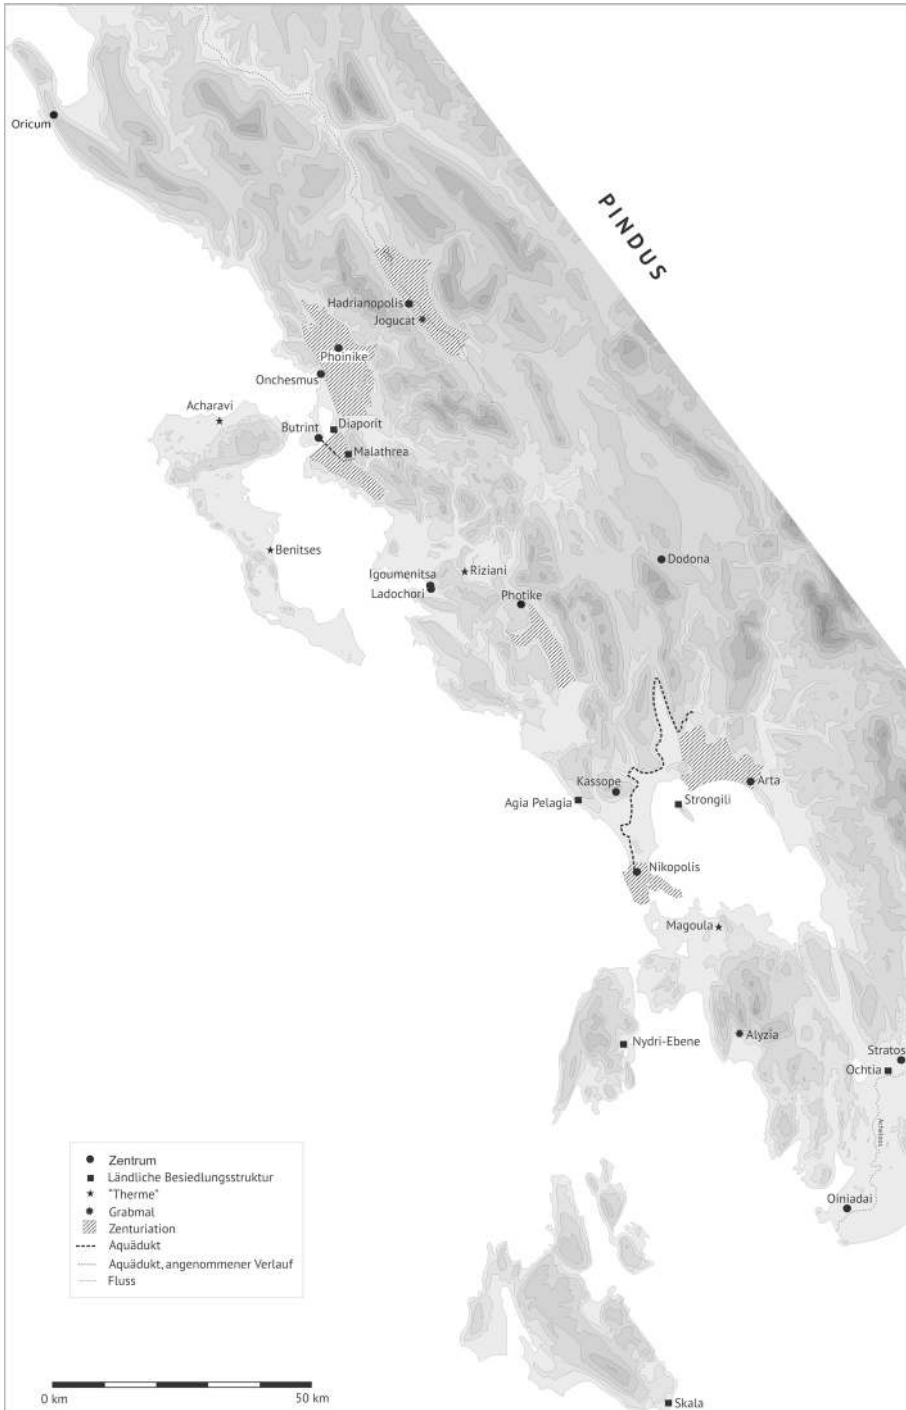 Oricum
PINDUS
Hadrianopolis
Jogucat
Phoinike
Onchesmus
Acharavi
Butrint
Diaporit
Malathrea
Benitses
Igoumenitsa
Ladochori
Riziani
Photike
Dodona
Kassope
Agia Pelagia
Strongili
Arta
Nikopolis
Magoula
Nydri-Ebene
Alyzia
Stratos
Ochtia
Acheloos
Oiniadai
Zentrum
Ländliche Besiedlungsstruktur
"Therme"
Grabmal
Zenturiation
Aquädukt
Aquädukt, angenommener Verlauf
Fluss
0 km
50 km
Skala